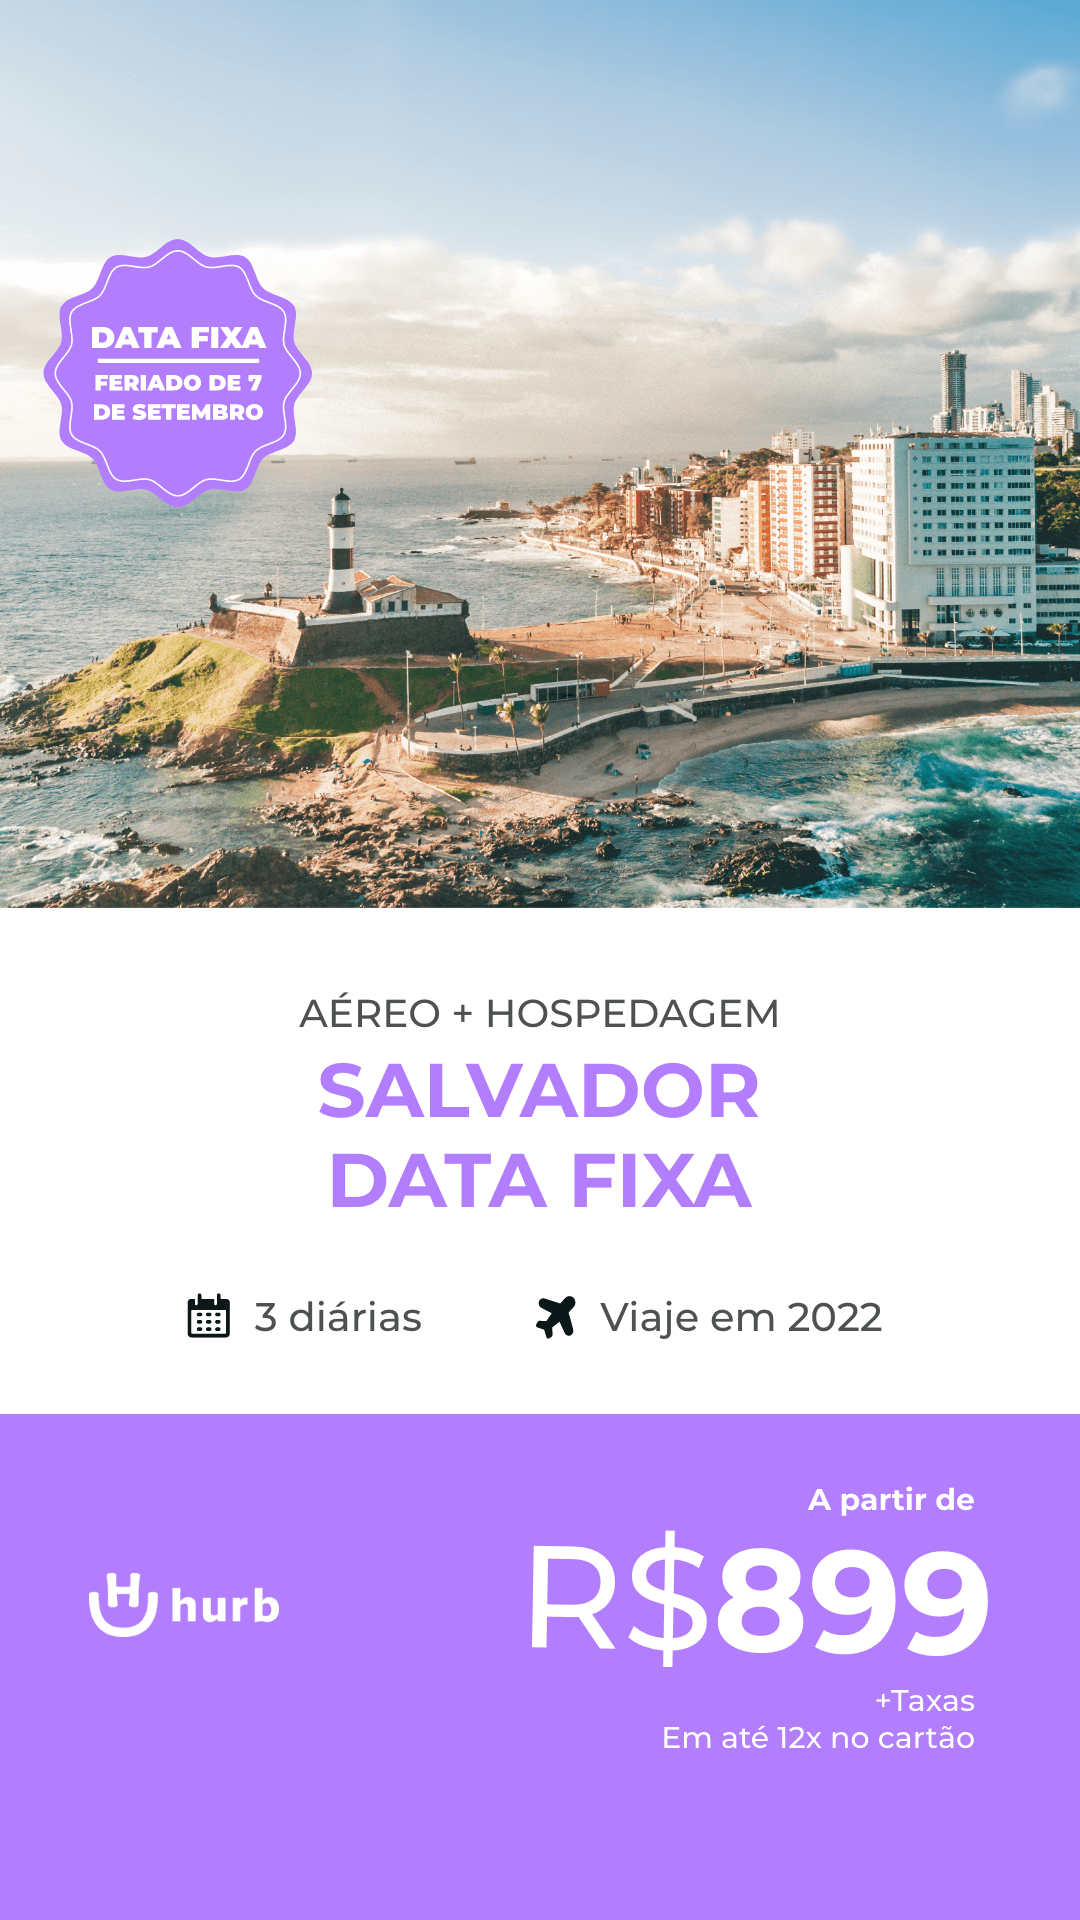 DATA FIXA
FERIADO DE 7
DE SETEMBRO
AÉREO + HOSPEDAGEM
SALVADOR
DATA FIXA
3 diárias
Viaje em 2022
A partir de
R$899
H hurb
+Taxas
Em até 12x no cartão